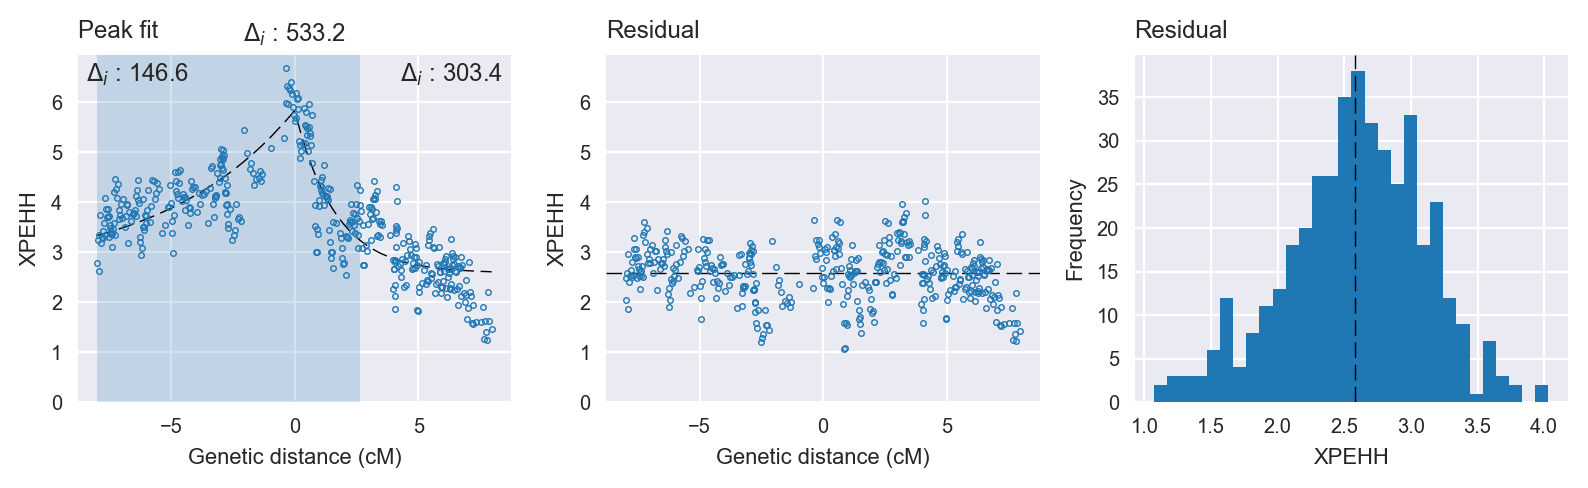 Peak fit
Δi : 533.2
Δi : 146.6
Δi : 303.4
XPEHH
6
5
4
3
2
1
0
−5
0
5
Genetic distance (cM)
Residual
XPEHH
6
5
4
3
2
1
0
−5
0
5
Genetic distance (cM)
Residual
Frequency
35
30
25
20
15
10
5
0
1.0
1.5
2.0
2.5
3.0
3.5
4.0
XPEHH